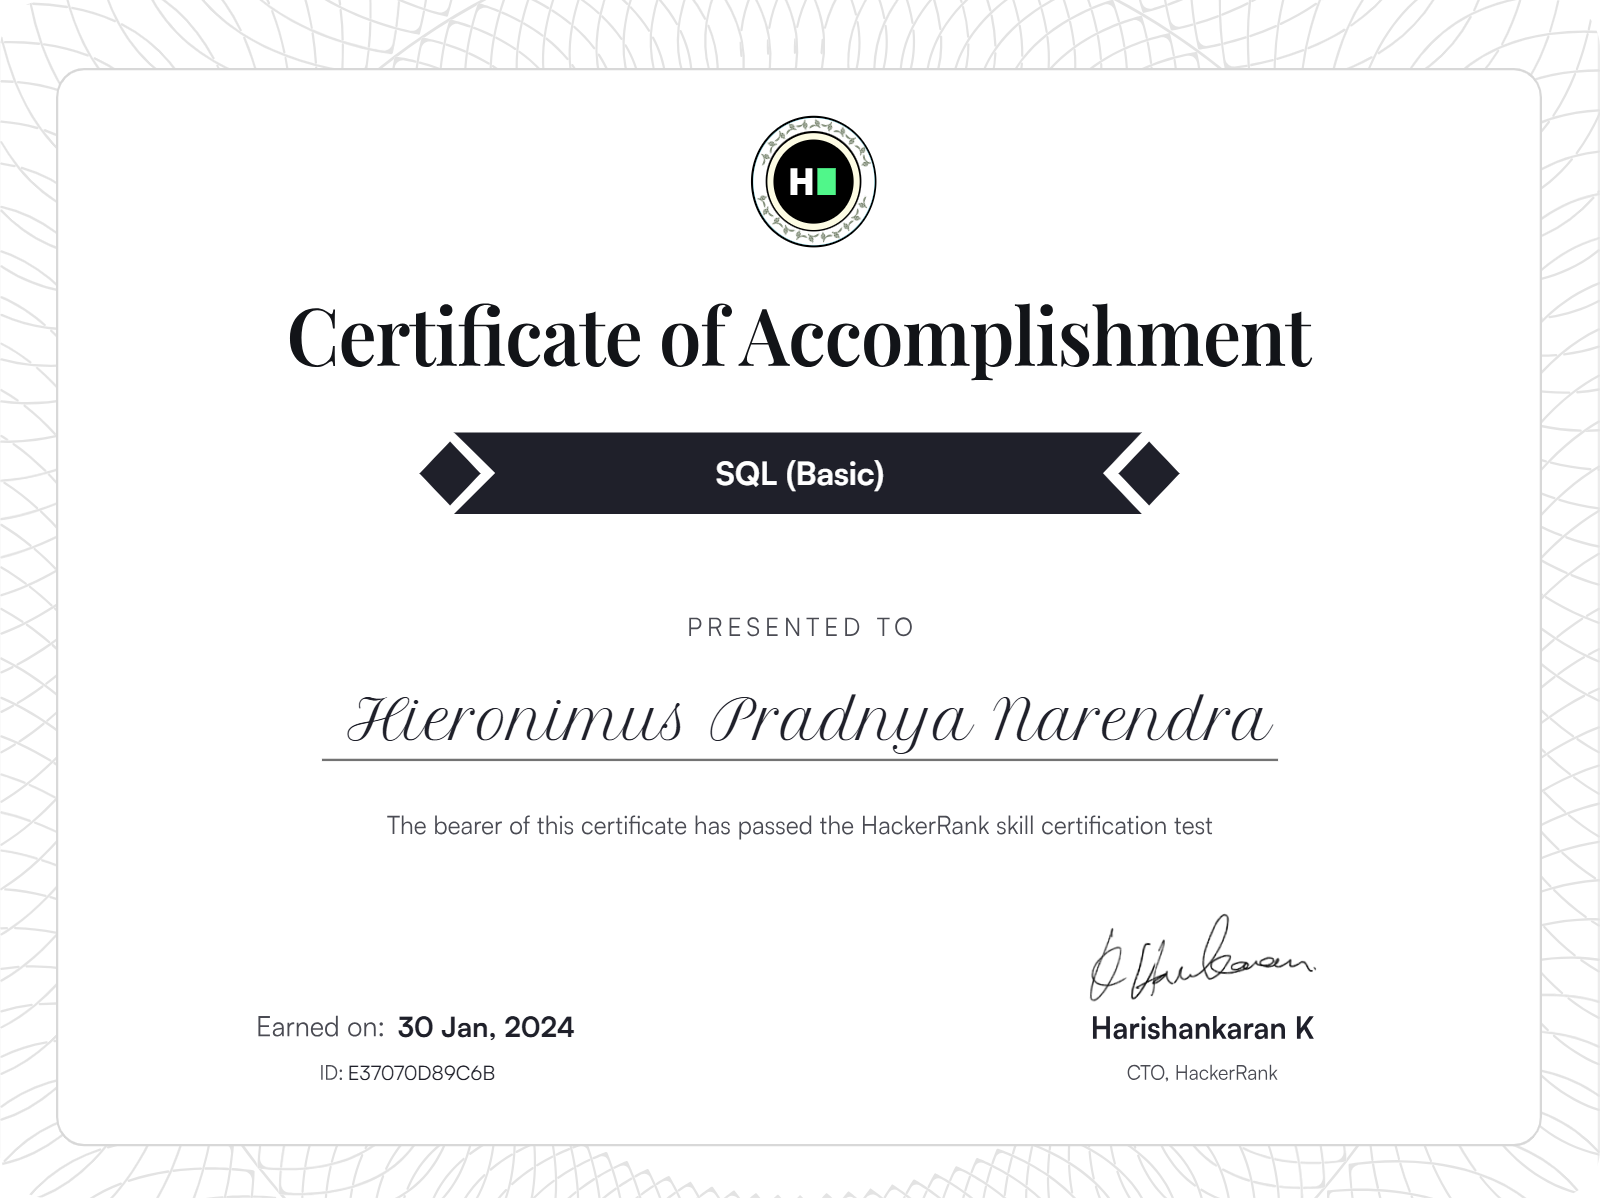 H
Certificate of Accomplishment
SQL (Basic)
PRESENTED TO
Hieronimus Pradnya Narendra
The bearer of this certificate has passed the HackerRank skill certification test
Earned on: 30 Jan, 2024
ID: E37070D89C6B
Harishankaran K
CTO, HackerRank